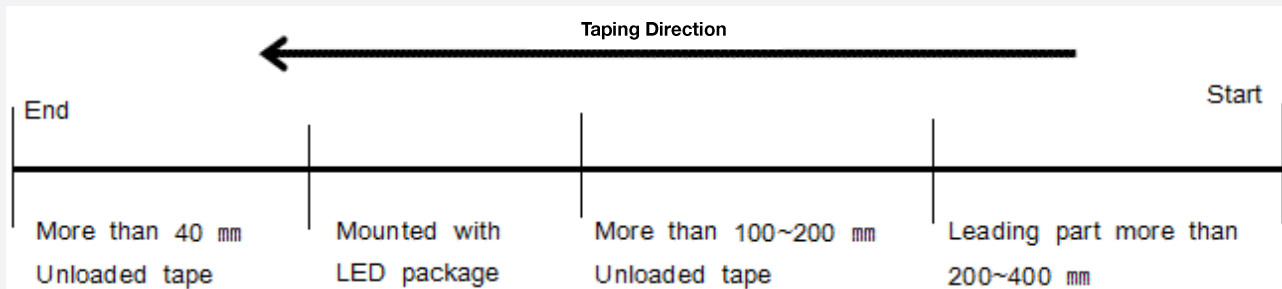 Taping Direction
End
Start
More than 40 ㎜
Unloaded tape
Mounted with
LED package
More than 100~200 ㎜
Unloaded tape
Leading part more than
200~400 ㎜